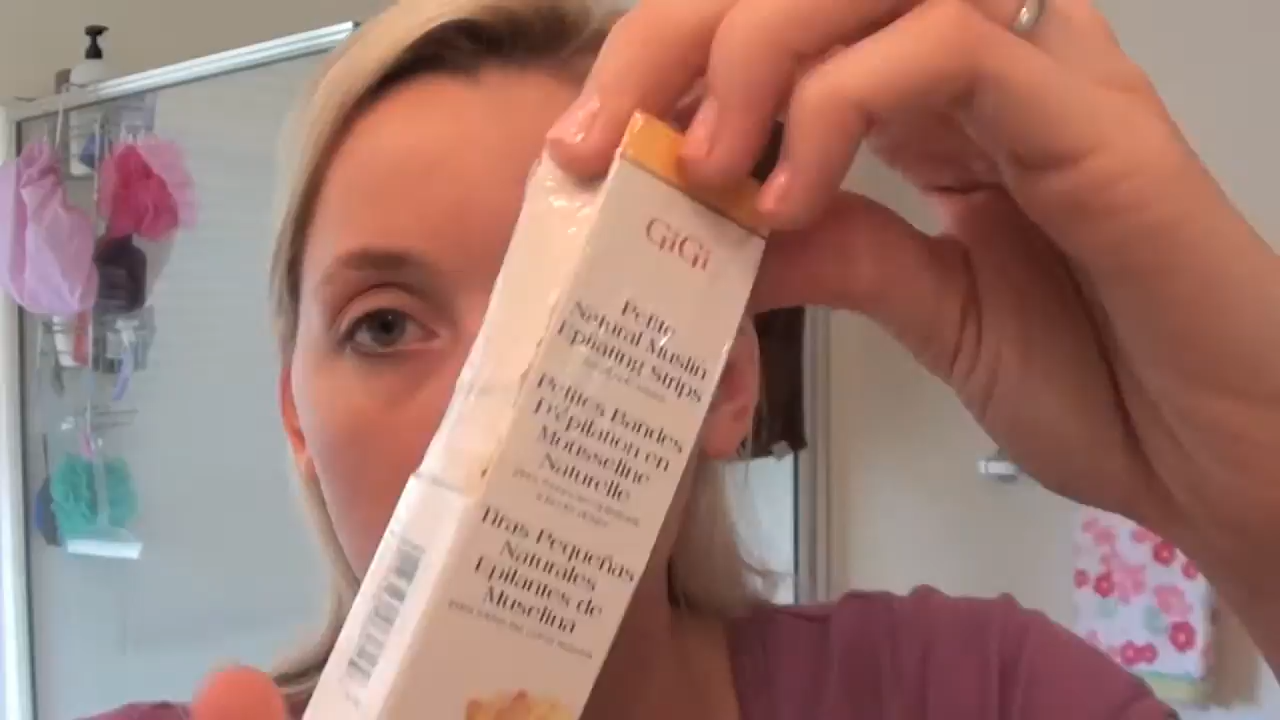 GiGi
Petite
Natural Muslin
Epilating Strips
Petites Bandes
D'épilation en
Mousseline
Naturelle
Tiras Pequeñas
Naturales
Epilantes de
Muselina